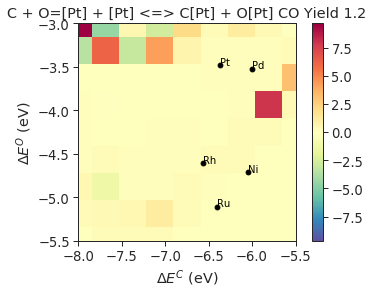 C + O=[Pt] + [Pt] <=> C[Pt] + O[Pt] CO Yield 1.2
−3.0
−3.5
−4.0
−4.5
−5.0
−5.5
ΔE^O (eV)
Pt
Pd
Rh
Ni
Ru
−8.0 −7.5 −7.0 −6.5 −6.0 −5.5
ΔE^C (eV)
7.5
5.0
2.5
0.0
−2.5
−5.0
−7.5